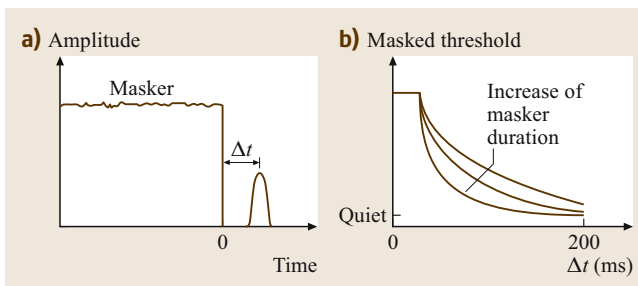 a) Amplitude
Masker
Δt
0
Time
b) Masked threshold
Increase of
masker
duration
Quiet
0
200
Δt (ms)